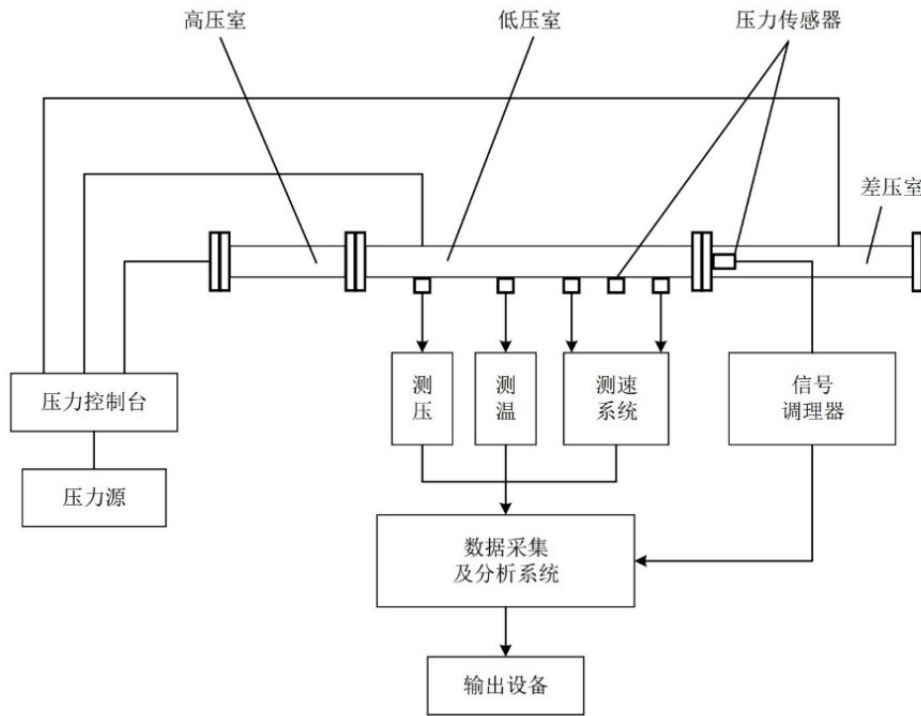 高压室
低压室
压力传感器
差压室
压力控制台
压力源
测
压
测
温
测速
系统
信号
调理器
数据采集
及分析系统
输出设备